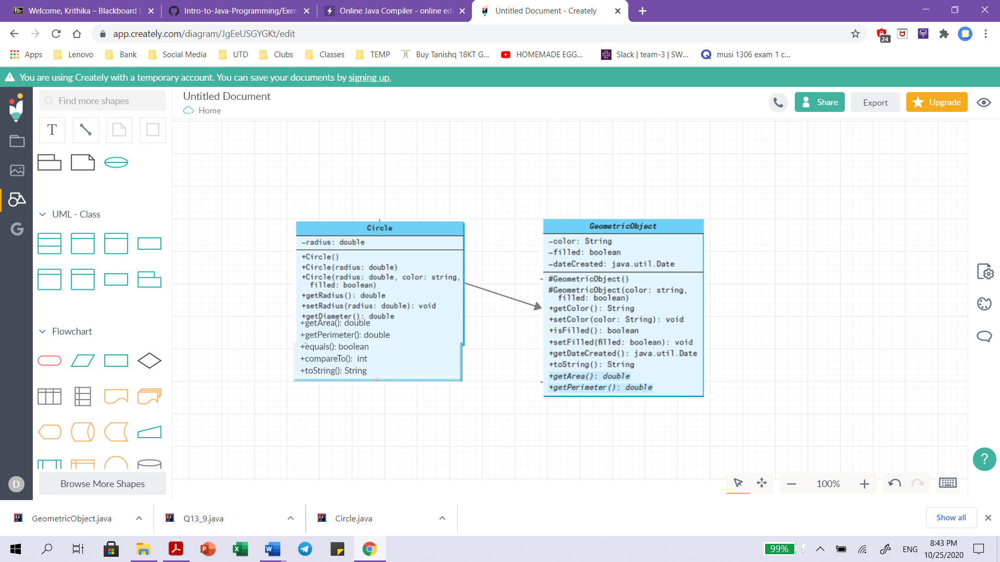 Welcome, Krithika – Blackboard L
Intro-to-Java-Programming/Exerc
Online Java Compiler - online edi
Untitled Document - Creately
app.creately.com/diagram/JgEeUSGYGKt/edit
24
Apps
Lenovo
Bank
Social Media
UTD
Clubs
Classes
TEMP
Buy Tanishq 18KT G...
HOMEMADE EGG...
Slack | team-3 | SW...
musi 1306 exam 1 c...
You are using Creately with a temporary account. You can save your documents by signing up.
Find more shapes
Untitled Document
Home
Share
Export
Upgrade
T
UML - Class
Flowchart
Browse More Shapes
D
Circle
-radius: double
+Circle()
+Circle(radius: double)
+Circle(radius: double, color: string,
filled: boolean)
+getRadius(): double
+setRadius(radius: double): void
+getDiameter(): double
+getArea(): double
+getPerimeter(): double
+equals(): boolean
+compareTo(): int
+toString(): String
GeometricObject
-color: String
-filled: boolean
-dateCreated: java.util.Date
#GeometricObject()
#GeometricObject(color: string,
filled: boolean)
+getColor(): String
+setColor(color: String): void
+isFilled(): boolean
+setFilled(filled: boolean): void
+getDateCreated(): java.util.Date
+toString(): String
+getArea(): double
+getPerimeter(): double
?
100%
GeometricObject.java
Q13_9.java
Circle.java
Show all
99%
ENG
8:43 PM
10/25/2020